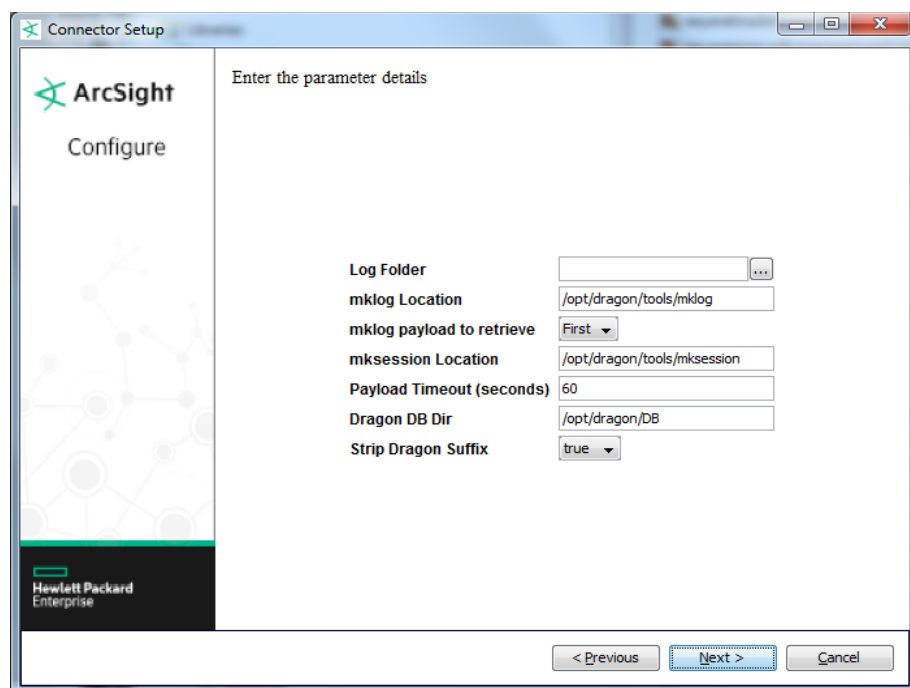 Connector Setup
ArcSight
Configure
Enter the parameter details
Log Folder ...
mklog Location /opt/dragon/tools/mklog
mklog payload to retrieve First
mksession Location /opt/dragon/tools/mksession
Payload Timeout (seconds) 60
Dragon DB Dir /opt/dragon/DB
Strip Dragon Suffix true
Hewlett Packard
Enterprise
< Previous Next > Cancel